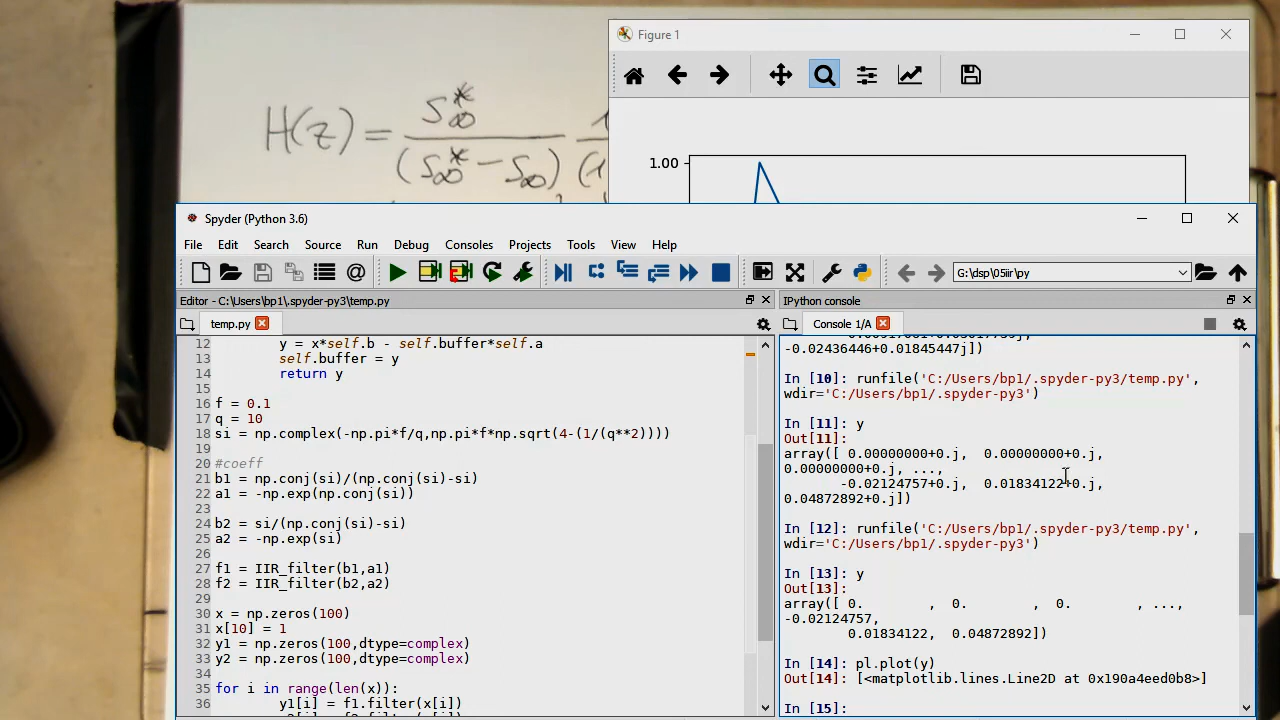 Figure 1
H(z) = S∞* / (S∞* − S∞)
1.00
Spyder (Python 3.6)
File Edit Search Source Run Debug Consoles Projects Tools View Help
G:\dsp\05iir\py
Editor - C:\Users\bp1\.spyder-py3\temp.py
temp.py
12 y = x*self.b - self.buffer*self.a
13 self.buffer = y
14 return y
15
16 f = 0.1
17 q = 10
18 si = np.complex(-np.pi*f/q,np.pi*f*np.sqrt(4-(1/(q**2))))
19
20 #coeff
21 b1 = np.conj(si)/(np.conj(si)-si)
22 a1 = -np.exp(np.conj(si))
23
24 b2 = si/(np.conj(si)-si)
25 a2 = -np.exp(si)
26
27 f1 = IIR_filter(b1,a1)
28 f2 = IIR_filter(b2,a2)
29
30 x = np.zeros(100)
31 x[10] = 1
32 y1 = np.zeros(100,dtype=complex)
33 y2 = np.zeros(100,dtype=complex)
34
35 for i in range(len(x)):
36 y1[i] = f1.filter(x[i])
IPython console
Console 1/A
-0.02436446+0.01845447j])
In [10]: runfile('C:/Users/bp1/.spyder-py3/temp.py',
wdir='C:/Users/bp1/.spyder-py3')
In [11]: y
Out[11]:
array([ 0.00000000+0.j, 0.00000000+0.j,
0.00000000+0.j, ...,
-0.02124757+0.j, 0.01834122+0.j,
0.04872892+0.j])
In [12]: runfile('C:/Users/bp1/.spyder-py3/temp.py',
wdir='C:/Users/bp1/.spyder-py3')
In [13]: y
Out[13]:
array([ 0. , 0. , 0. , ...,
-0.02124757,
0.01834122, 0.04872892])
In [14]: pl.plot(y)
Out[14]: [<matplotlib.lines.Line2D at 0x190a4eed0b8>]
In [15]: